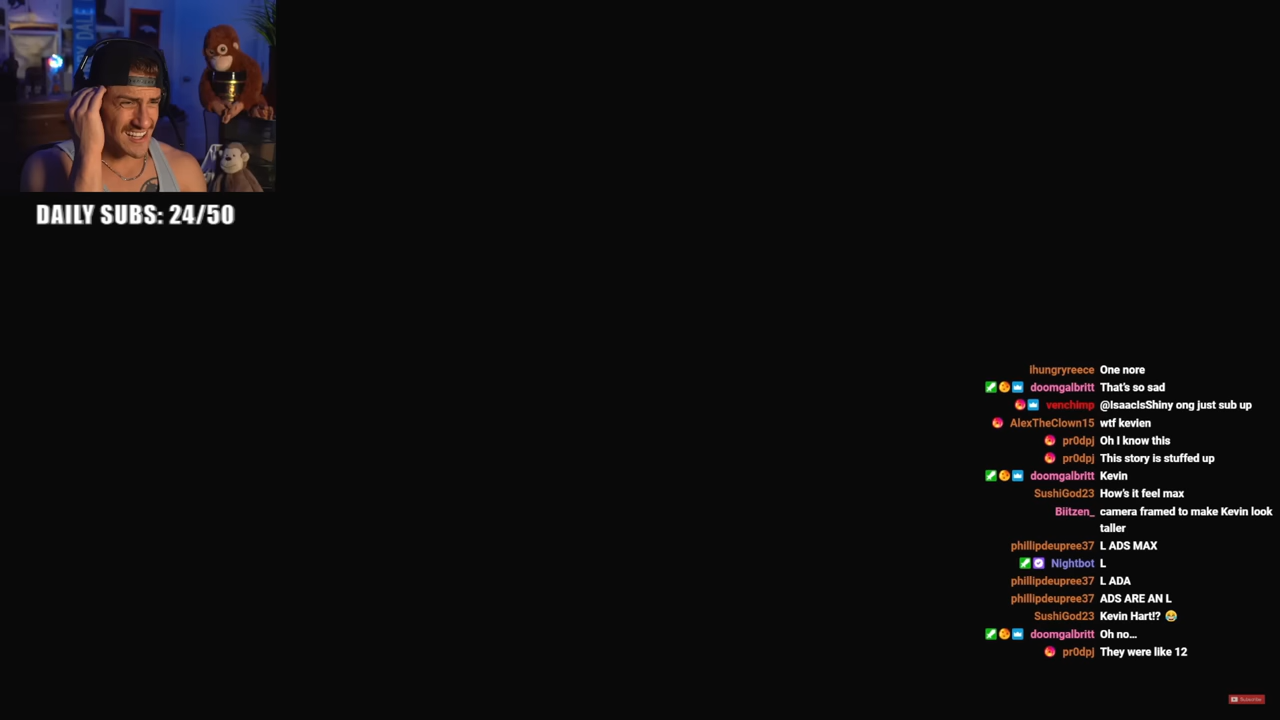 DALE
DAILY SUBS: 24/50
ihungryreece One nore
doomgalbritt That's so sad
venchimp @IsaacIsShiny ong just sub up
AlexTheClown15 wtf kevien
pr0dpj Oh I know this
pr0dpj This story is stuffed up
doomgalbritt Kevin
SushiGod23 How's it feel max
Biitzen_ camera framed to make Kevin look
taller
phillipdeupree37 L ADS MAX
Nightbot L
phillipdeupree37 L ADA
phillipdeupree37 ADS ARE AN L
SushiGod23 Kevin Hart!? 😂
doomgalbritt Oh no...
pr0dpj They were like 12
Subscribe